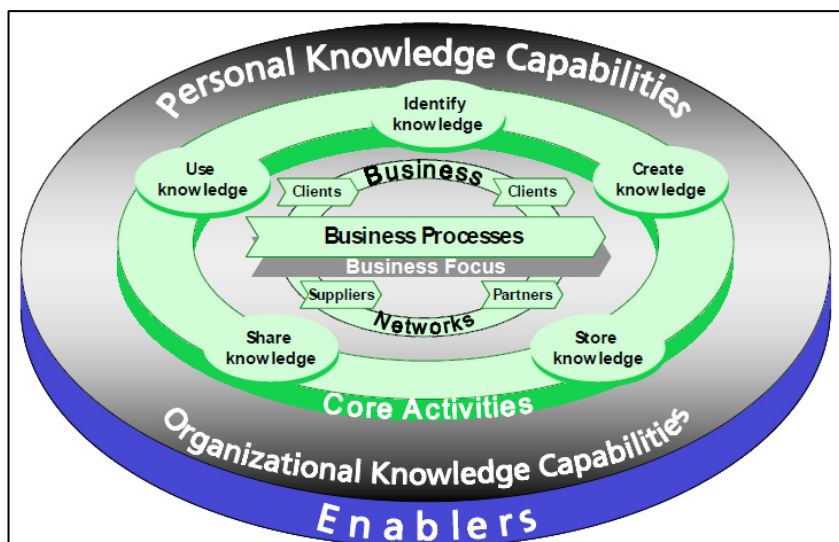 Personal Knowledge Capabilities
Identify
knowledge
Use
knowledge
Create
knowledge
Business
Clients
Clients
Business Processes
Business Focus
Suppliers
Partners
Networks
Share
knowledge
Store
knowledge
Core Activities
Organizational Knowledge Capabilities
Enablers